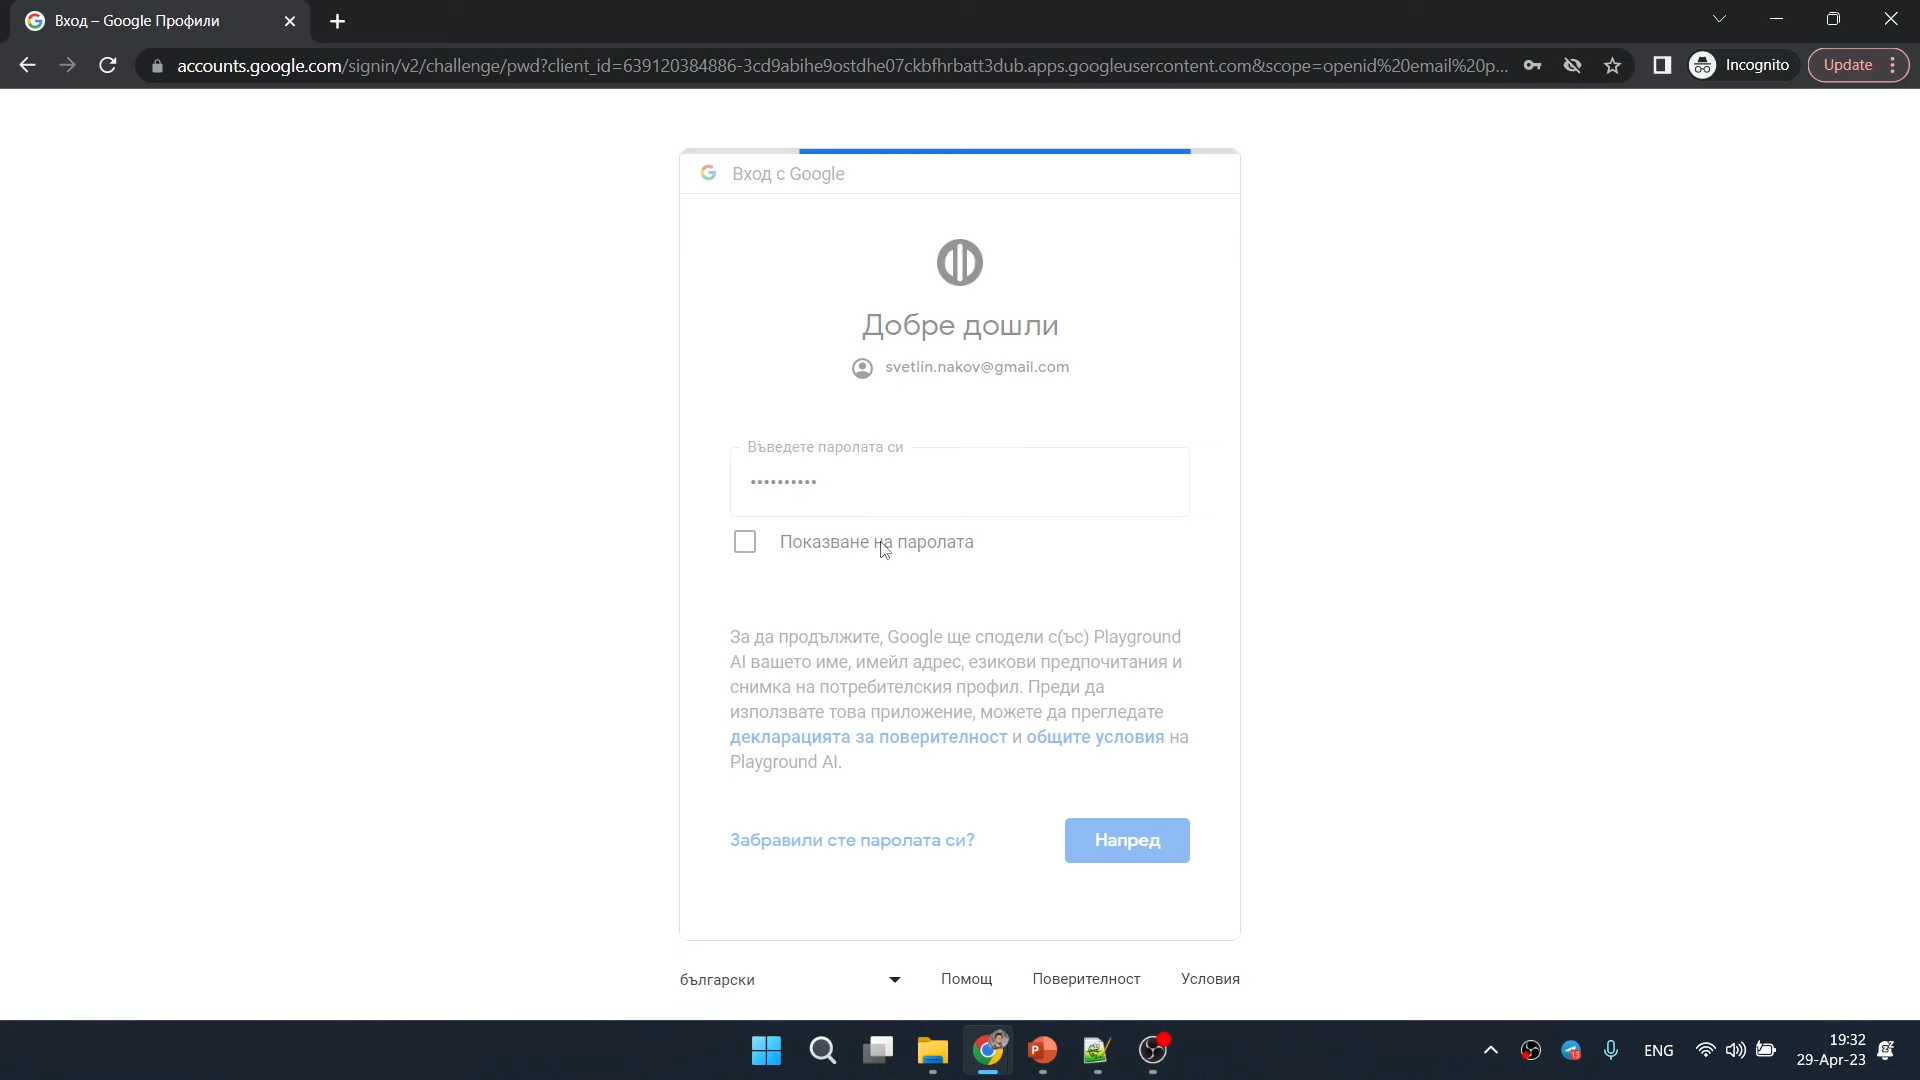 Вход – Google Профили
accounts.google.com/signin/v2/challenge/pwd?client_id=639120384886-3cd9abihe9ostdhe07ckbfhrbatt3dub.apps.googleusercontent.com&scope=openid%20email%20p...
Incognito
Update
Вход с Google
Добре дошли
svetlin.nakov@gmail.com
Въведете паролата си
••••••••••
Показване на паролата
За да продължите, Google ще сподели с(ъс) Playground
AI вашето име, имейл адрес, езикови предпочитания и
снимка на потребителския профил. Преди да
използвате това приложение, можете да прегледате
декларацията за поверителност и общите условия на
Playground AI.
Забравили сте паролата си?
Напред
български
Помощ
Поверителност
Условия
13
ENG
19:32
29-Apr-23